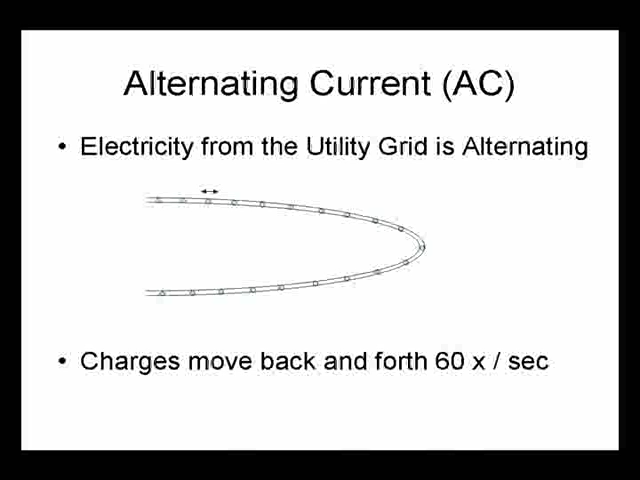 Alternating Current (AC)
• Electricity from the Utility Grid is Alternating
• Charges move back and forth 60 x / sec